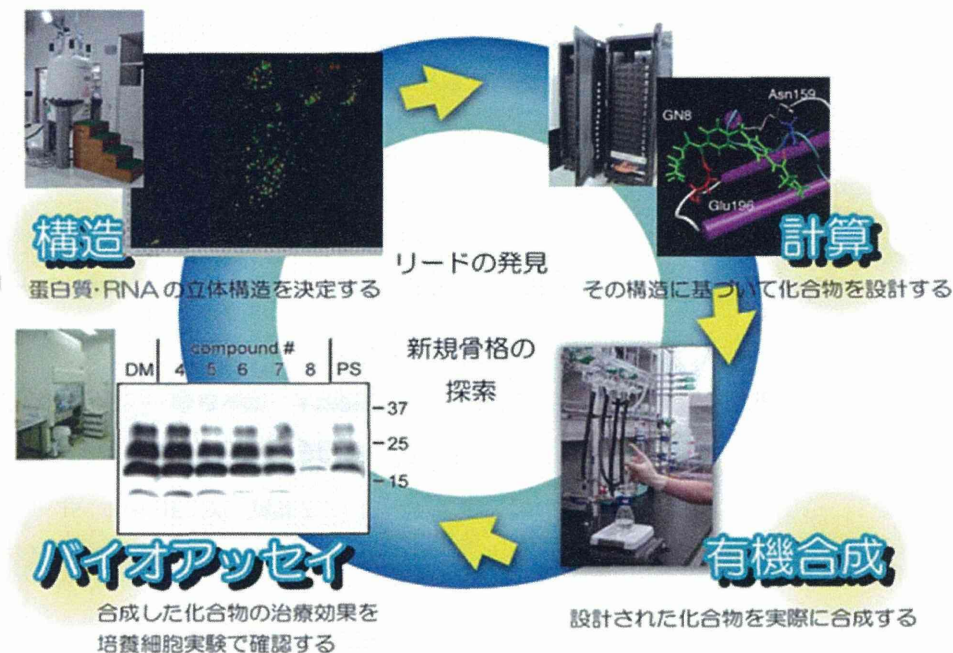 構造
蛋白質・RNAの立体構造を決定する
GN8
Asn159
Glu196
計算
その構造に基づいて化合物を設計する
リードの発見
新規骨格の
探索
compound #
DM 4 5 6 7 8 PS
-37
-25
-15
バイオアッセイ
合成した化合物の治療効果を
培養細胞実験で確認する
有機合成
設計された化合物を実際に合成する